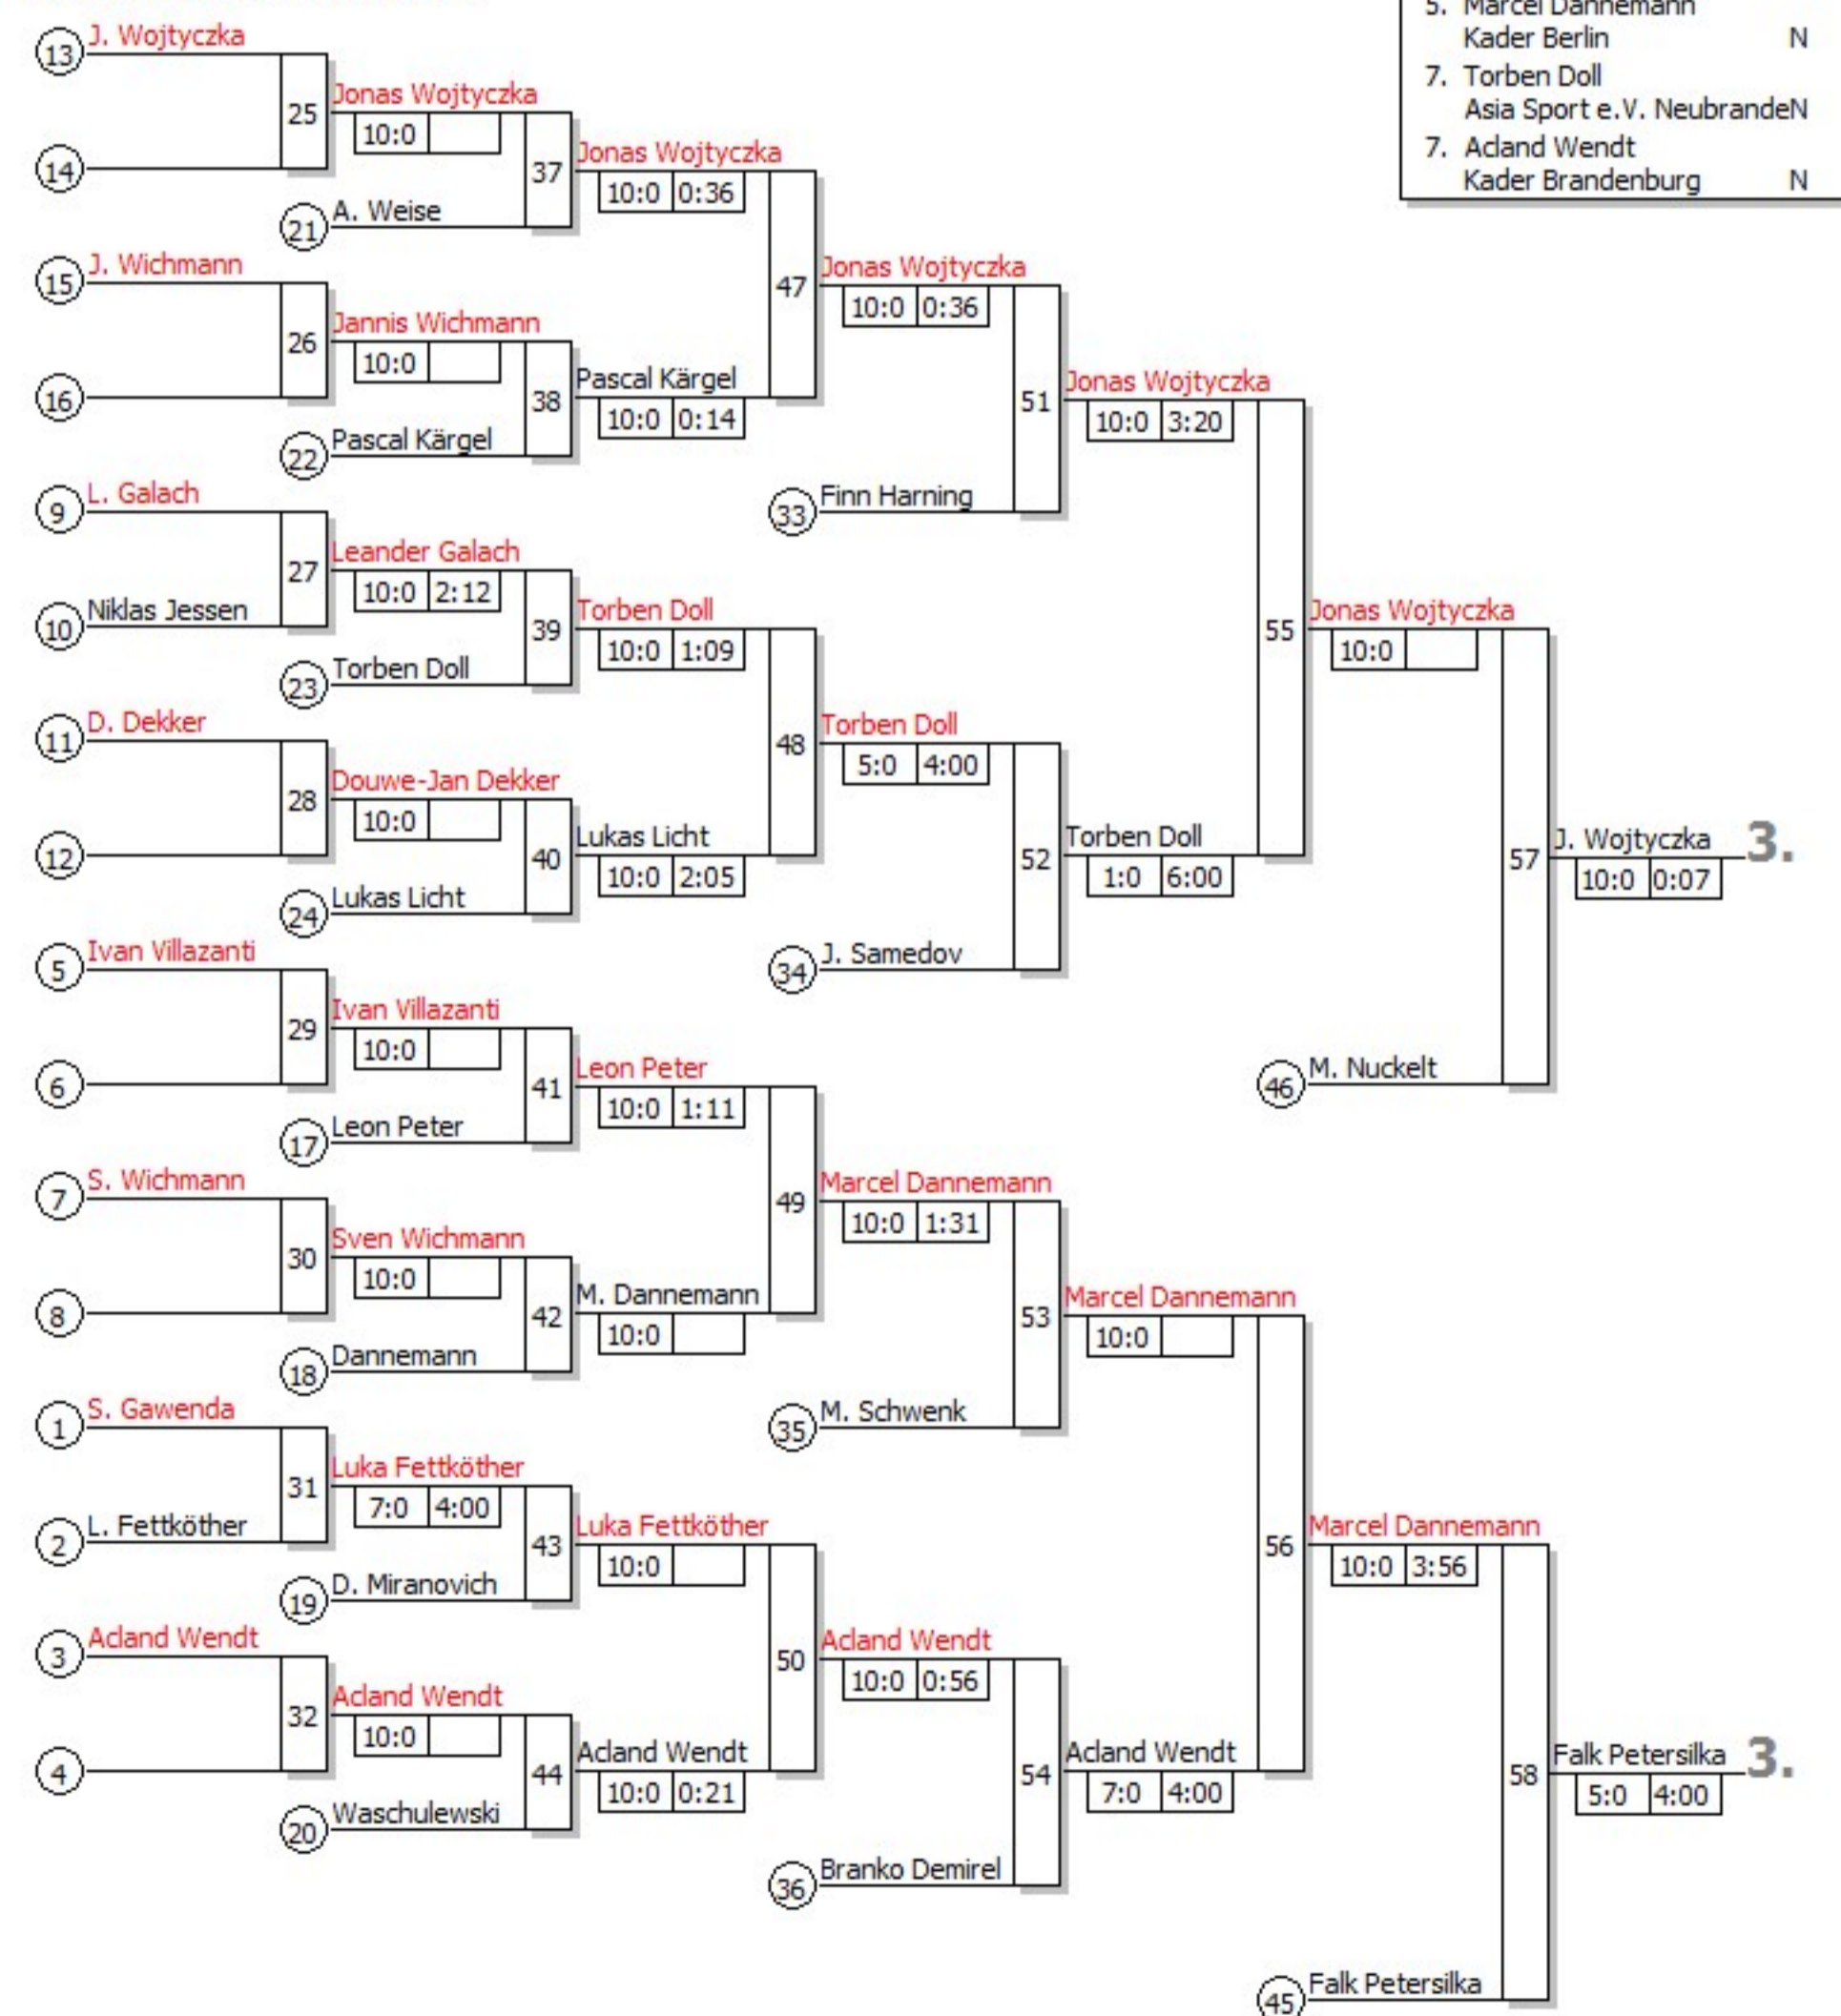 5. Marcel Dannemann
Kader Berlin N
7. Torben Doll
Asia Sport e.V. NeubrandeN
7. Acland Wendt
Kader Brandenburg N
13 J. Wojtyczka
25 Jonas Wojtyczka
10:0
14
37 Jonas Wojtyczka
10:0 0:36
21 A. Weise
15 J. Wichmann
47 Jonas Wojtyczka
10:0 0:36
26 Jannis Wichmann
10:0
16
38 Pascal Kärgel
10:0 0:14
22 Pascal Kärgel
51 Jonas Wojtyczka
10:0 3:20
9 L. Galach
33 Finn Harning
27 Leander Galach
10:0 2:12
10 Niklas Jessen
39 Torben Doll
10:0 1:09
23 Torben Doll
55 Jonas Wojtyczka
10:0
11 D. Dekker
48 Torben Doll
5:0 4:00
28 Douwe-Jan Dekker
10:0
12
40 Lukas Licht
10:0 2:05
24 Lukas Licht
52 Torben Doll
1:0 6:00
57 J. Wojtyczka 3.
10:0 0:07
5 Ivan Villazanti
34 J. Samedov
29 Ivan Villazanti
10:0
6
41 Leon Peter
10:0 1:11
46 M. Nuckelt
17 Leon Peter
7 S. Wichmann
49 Marcel Dannemann
10:0 1:31
30 Sven Wichmann
10:0
8
42 M. Dannemann
10:0
18 Dannemann
53 Marcel Dannemann
10:0
1 S. Gawenda
35 M. Schwenk
31 Luka Fettköther
7:0 4:00
2 L. Fettköther
43 Luka Fettköther
10:0
19 D. Miranovich
56 Marcel Dannemann
10:0 3:56
3 Acland Wendt
50 Acland Wendt
10:0 0:56
32 Acland Wendt
10:0
4
44 Acland Wendt
10:0 0:21
20 Waschulewski
54 Acland Wendt
7:0 4:00
58 Falk Petersilka 3.
5:0 4:00
36 Branko Demirel
45 Falk Petersilka